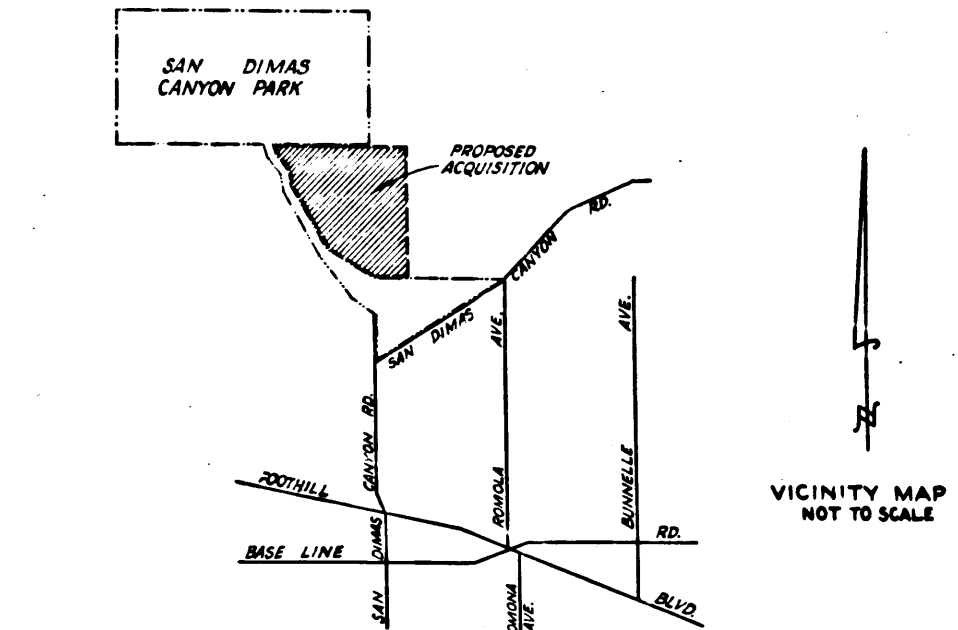 SAN DIMAS
CANYON PARK
PROPOSED
ACQUISITION
SAN DIMAS CANYON RD.
ROMOLA AVE.
BUNNELLE AVE.
SAN DIMAS CANYON RD.
FOOTHILL BLVD.
BASE LINE RD.
OMONA
AVE.
N
VICINITY MAP
NOT TO SCALE